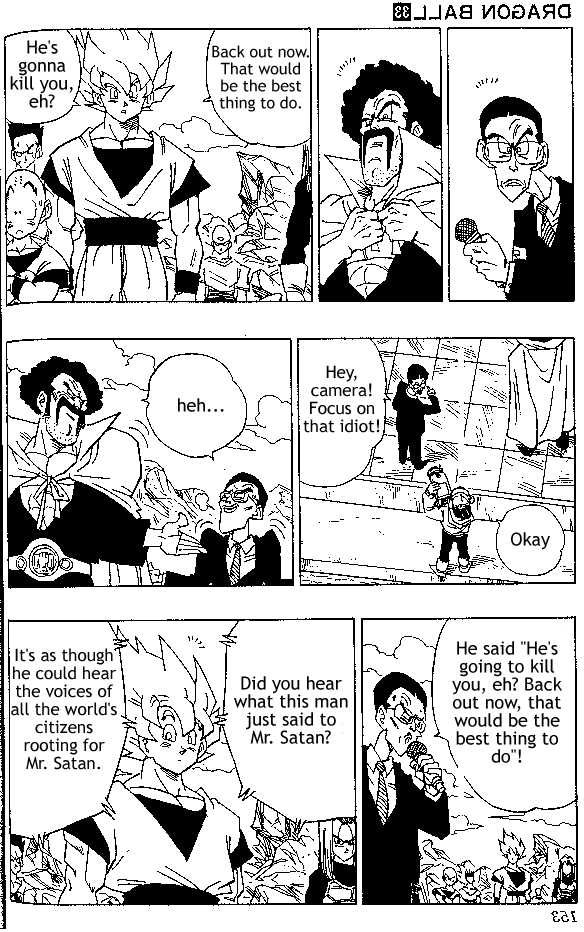 DRAGON BALL 33
He's
gonna
kill you,
eh?
Back out now.
That would
be the best
thing to do.
heh...
Hey,
camera!
Focus on
that idiot!
Okay
It's as though
he could hear
the voices of
all the world's
citizens
rooting for
Mr. Satan.
Did you hear
what this man
just said to
Mr. Satan?
He said "He's
going to kill
you, eh? Back
out now, that
would be the
best thing to
do"!
153